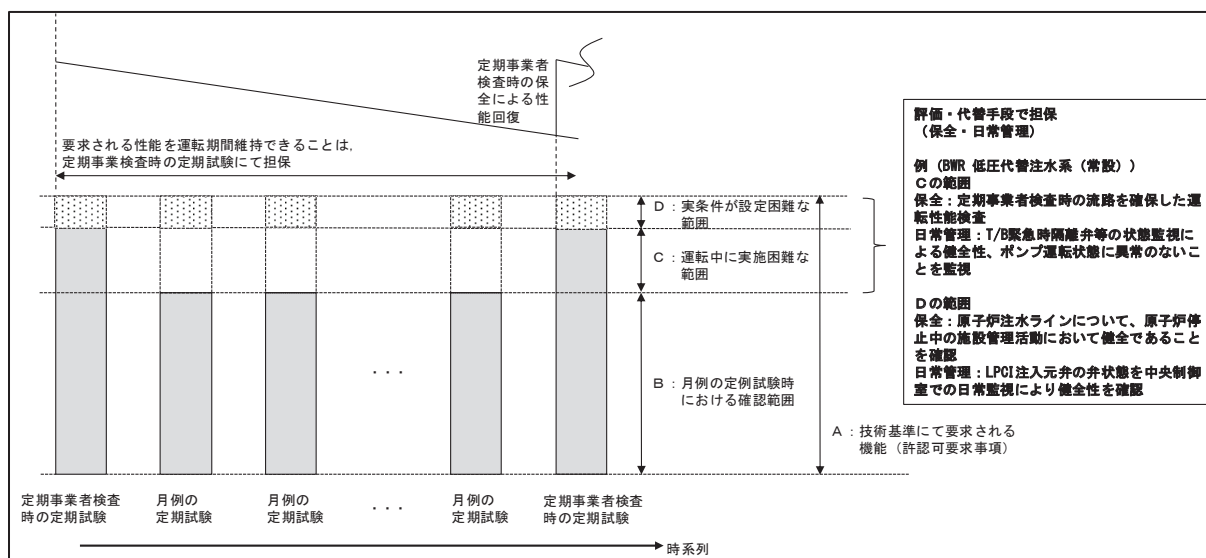 定期事業者
検査時の保
全による性
能回復
要求される性能を運転期間維持できることは,
定期事業検査時の定期試験にて担保
D：実条件が設定困難な
範囲
C：運転中に実施困難な
範囲
B：月例の定例試験時
における確認範囲
A：技術基準にて要求される
機能（許認可要求事項）
・・・
定期事業者検査
時の定期試験
月例の
定期試験
月例の
定期試験
・・・
月例の
定期試験
定期事業者検査
時の定期試験
時系列
評価・代替手段で担保
（保全・日常管理）
例（BWR 低圧代替注水系（常設））
Cの範囲
保全：定期事業者検査時の流路を確保した運
転性能検査
日常管理：T/B緊急時隔離弁等の状態監視に
よる健全性、ポンプ運転状態に異常のないこ
とを監視
Dの範囲
保全：原子炉注水ラインについて、原子炉停
止中の施設管理活動において健全であること
を確認
日常管理：LPCI注入元弁の弁状態を中央制御
室での日常監視により健全性を確認